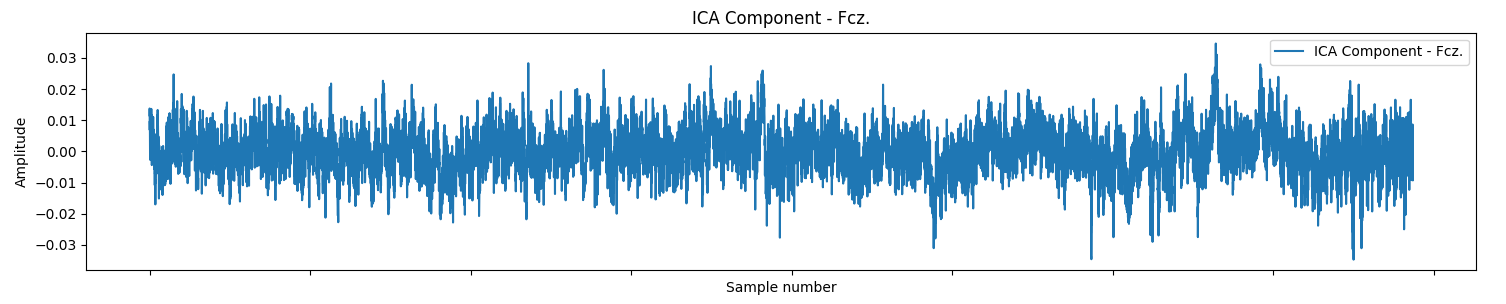 ICA Component - Fcz.
ICA Component - Fcz.
0.03
0.02
0.01
0.00
−0.01
−0.02
−0.03
Amplitude
Sample number